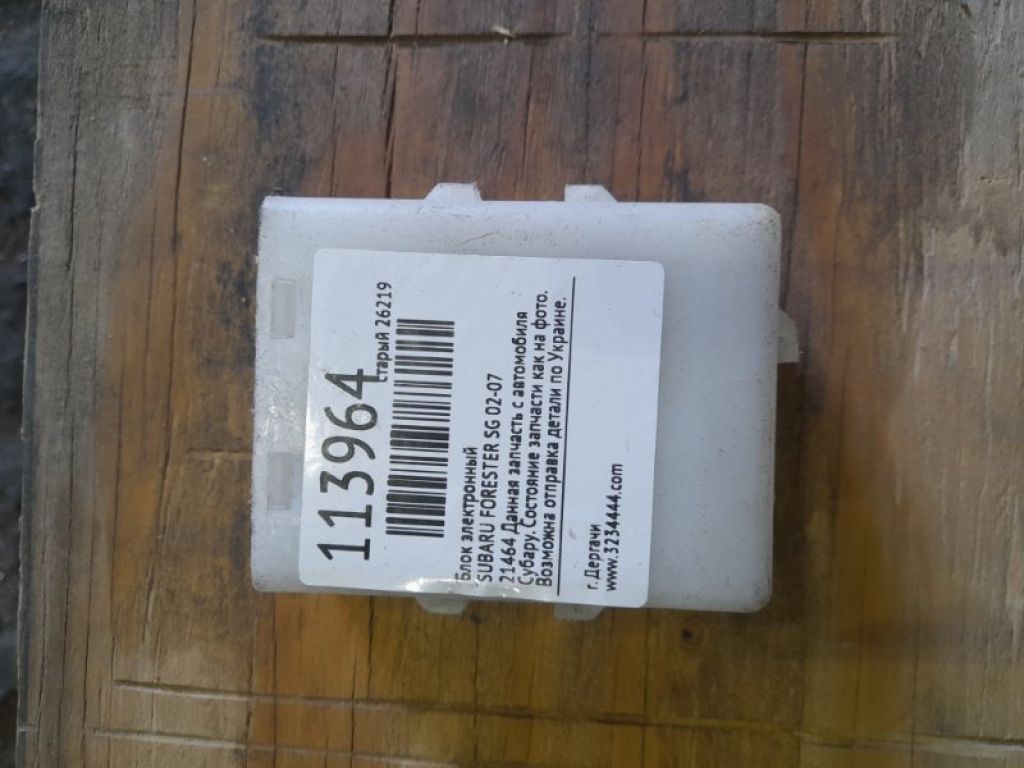 113964
старый 26219
Блок электронный
SUBARU FORESTER SG 02-07
21464 Данная запчасть с автомобиля
Субару. Состояние запчасти как на фото.
Возможна отправка детали по Украине.
г. Дергачи
www.3234444.com